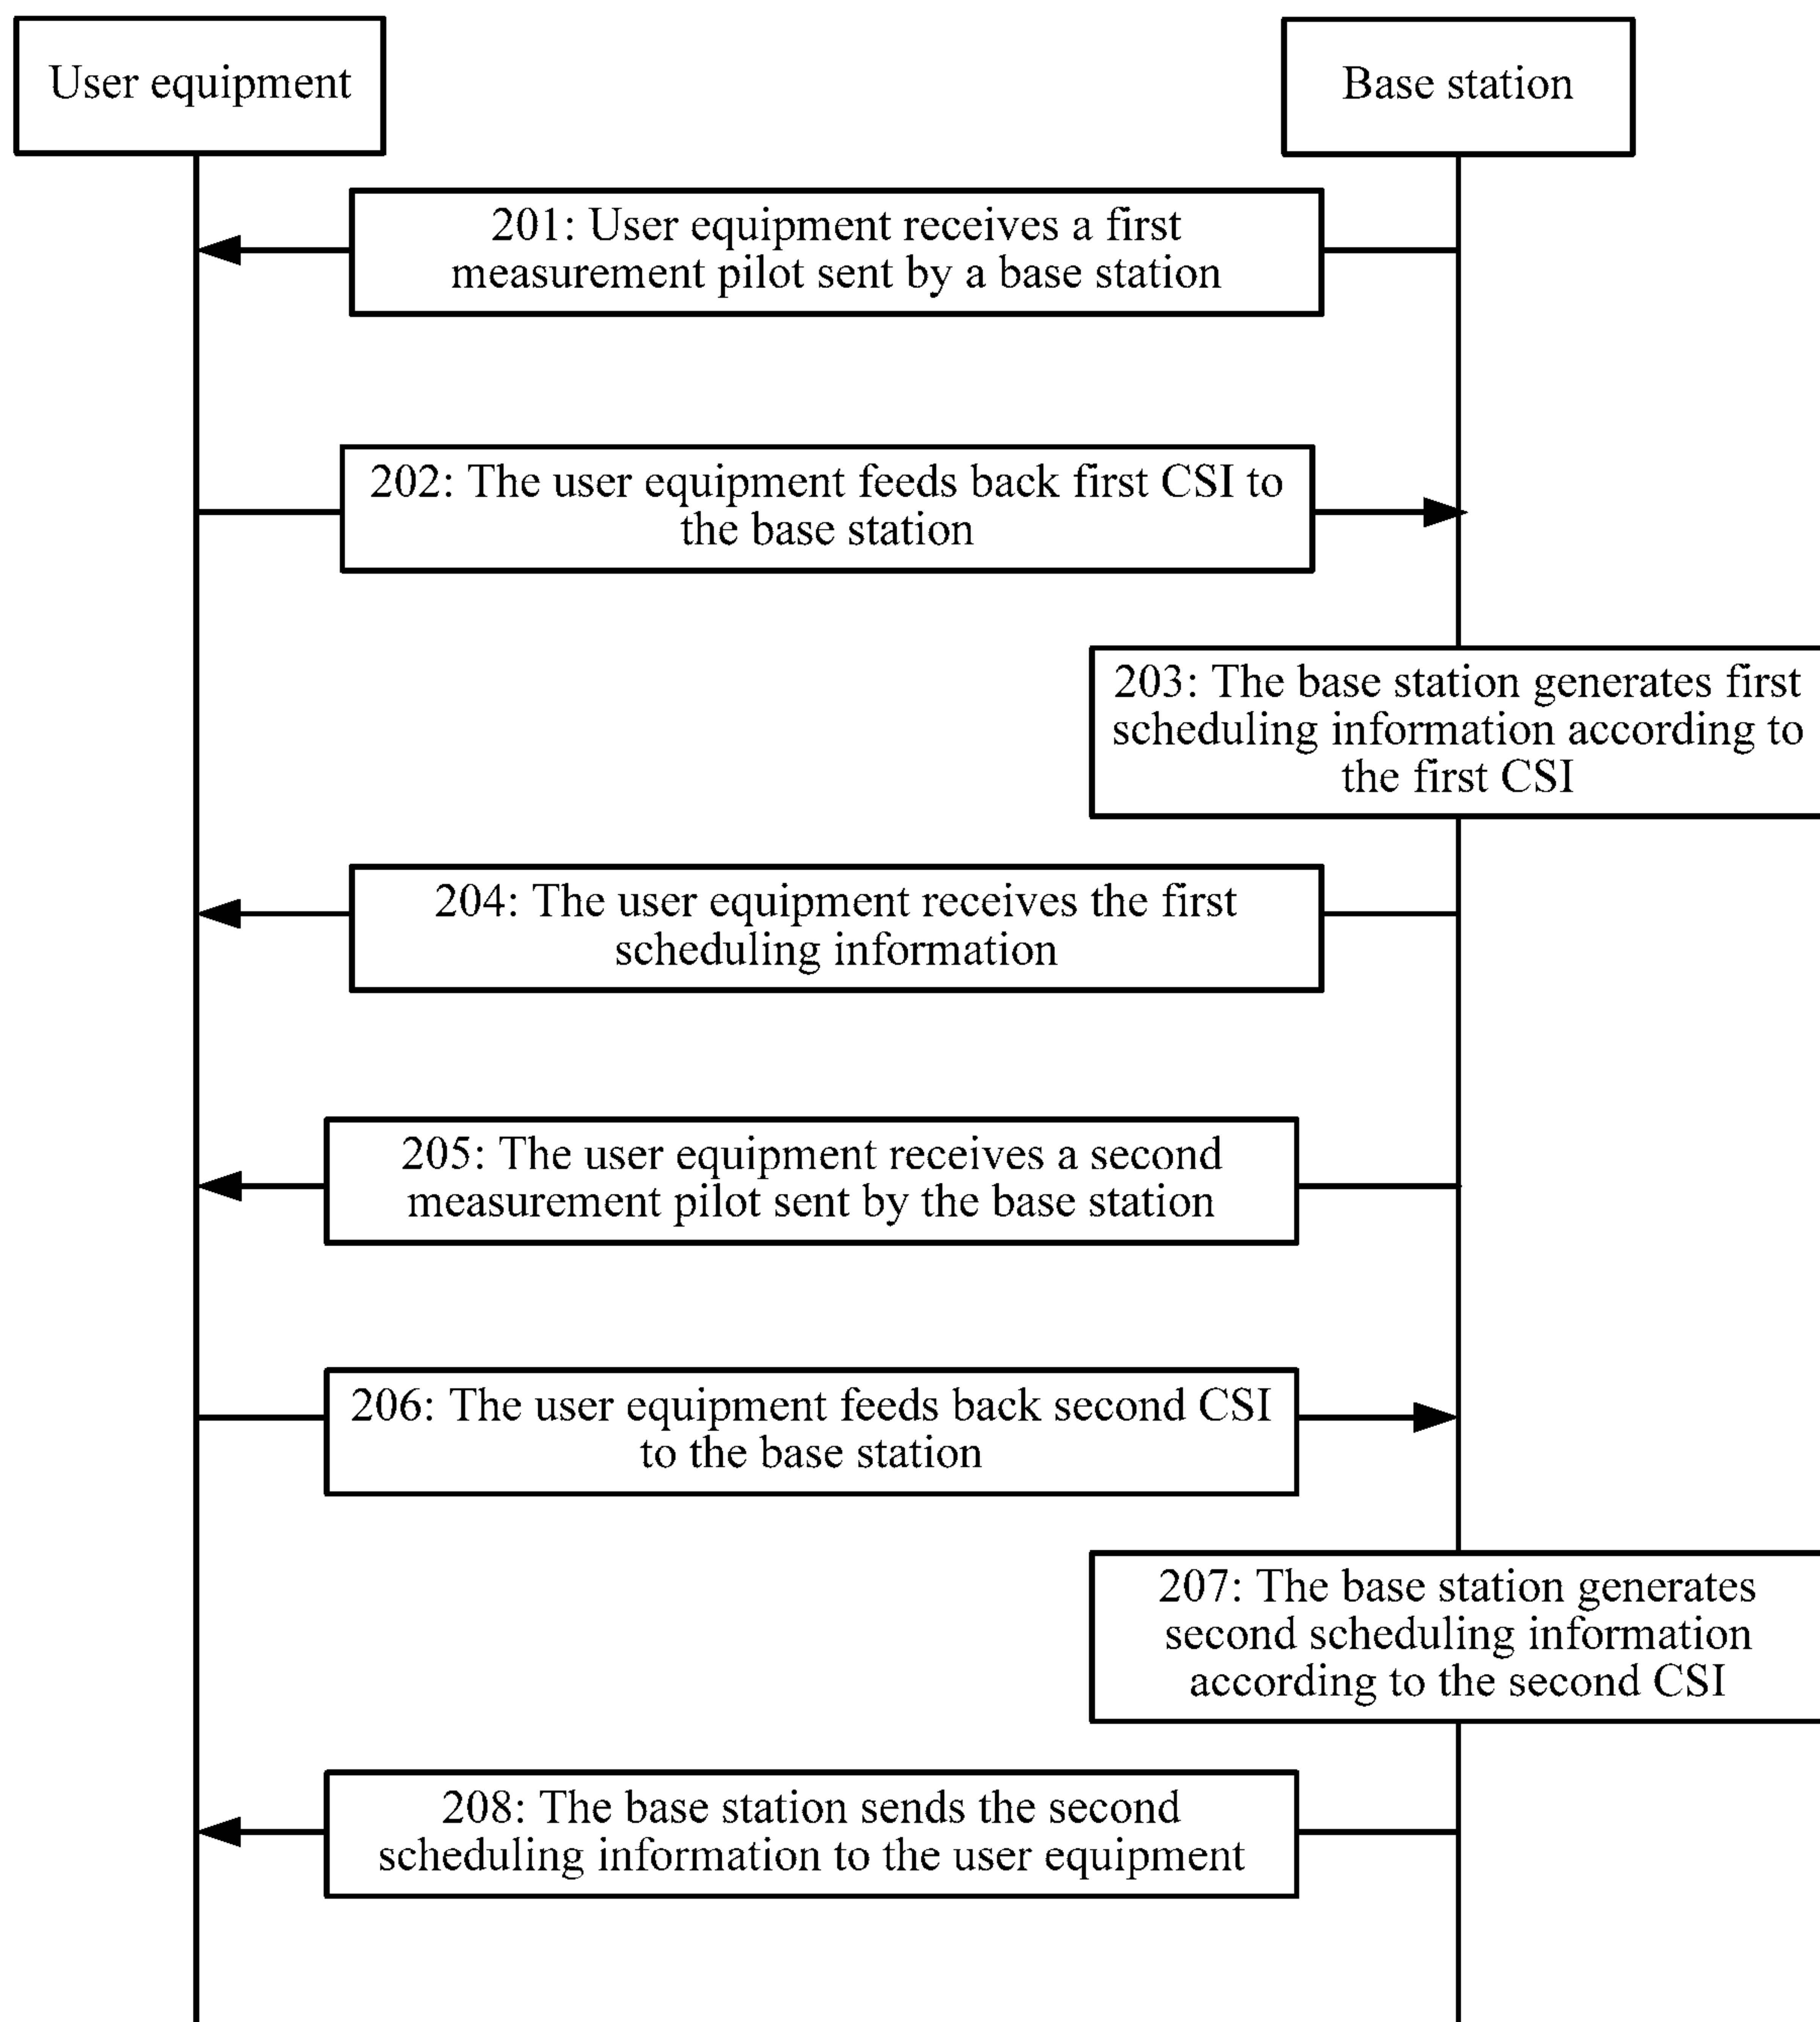 User equipment
Base station
201: User equipment receives a first
measurement pilot sent by a base station
202: The user equipment feeds back first CSI to
the base station
203: The base station generates first
scheduling information according to
the first CSI
204: The user equipment receives the first
scheduling information
205: The user equipment receives a second
measurement pilot sent by the base station
206: The user equipment feeds back second CSI
to the base station
207: The base station generates
second scheduling information
according to the second CSI
208: The base station sends the second
scheduling information to the user equipment